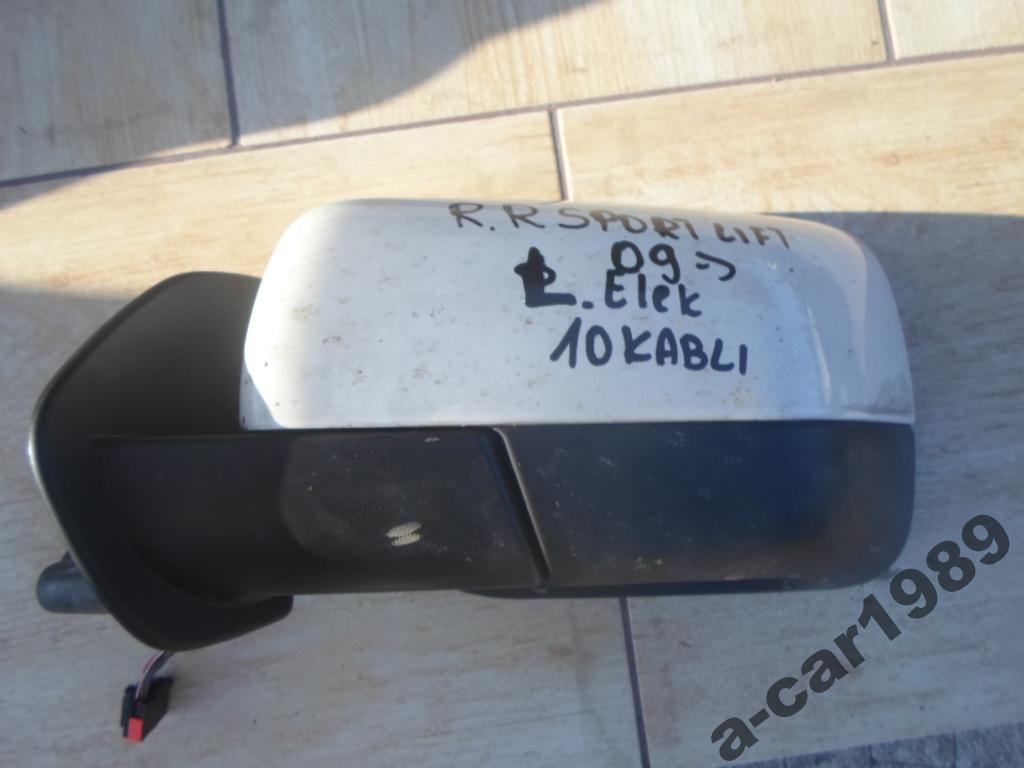 R.R SPORT LIFT
09->
L. Elek
10 KABLI
a-car1989